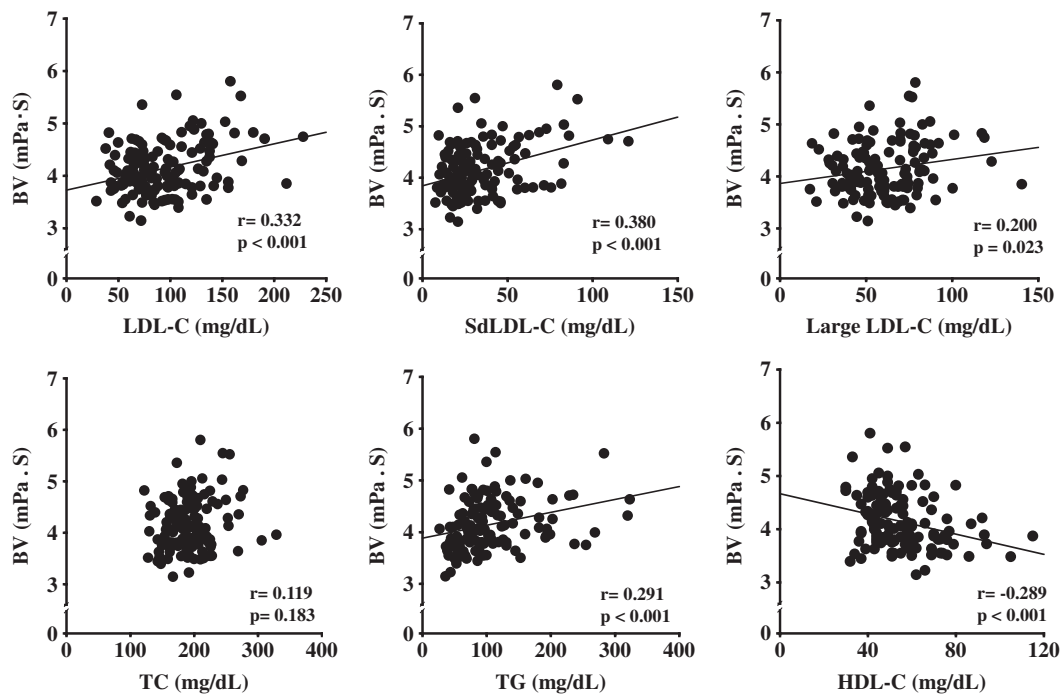 7
6
5
4
3
0
BV (mPa·S)
r= 0.332
p < 0.001
0 50 100 150 200 250
LDL-C (mg/dL)
7
6
5
4
3
0
BV (mPa . S)
r= 0.380
p < 0.001
0 50 100 150
SdLDL-C (mg/dL)
7
6
5
4
3
0
BV (mPa . S)
r= 0.200
p = 0.023
0 50 100 150
Large LDL-C (mg/dL)
7
6
5
4
3
0
BV (mPa . S)
r= 0.119
p= 0.183
0 100 200 300 400
TC (mg/dL)
7
6
5
4
3
0
BV (mPa . S)
r= 0.291
p < 0.001
0 100 200 300 400
TG (mg/dL)
7
6
5
4
3
0
BV (mPa . S)
r= -0.289
p < 0.001
0 40 80 120
HDL-C (mg/dL)